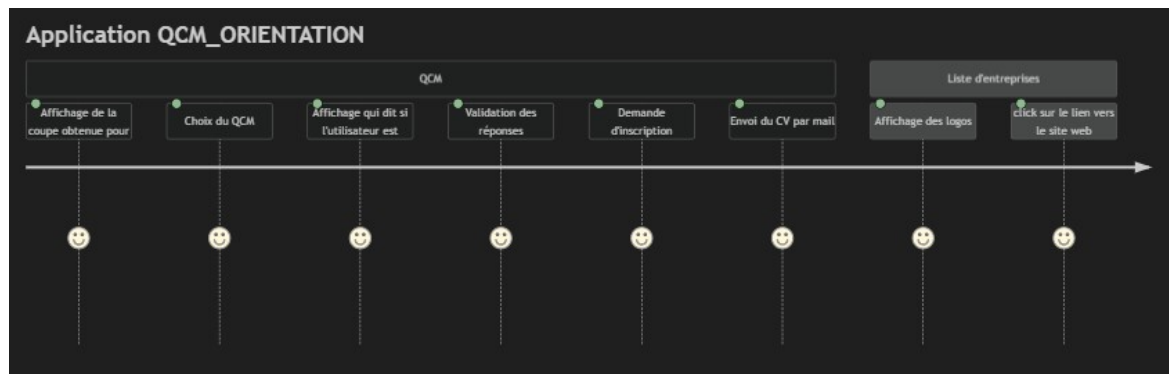 Application QCM_ORIENTATION
QCM
Liste d'entreprises
Affichage de la
coupe obtenue pour
Choix du QCM
Affichage qui dit si
l'utilisateur est
Validation des
réponses
Demande
d'inscription
Envoi du CV par mail
Affichage des logos
click sur le lien vers
le site web